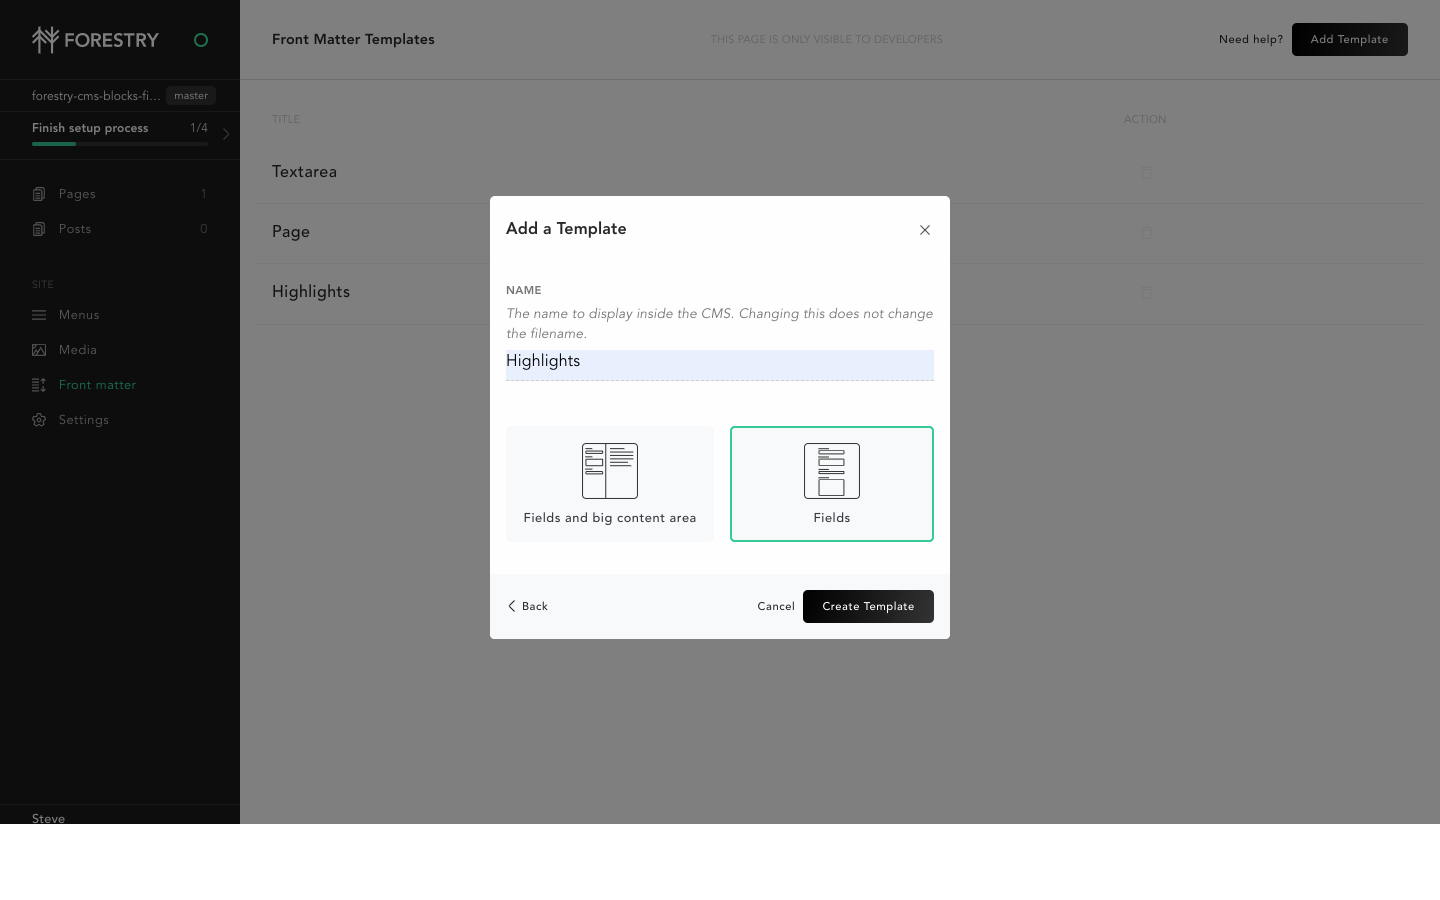 FORESTRY
forestry-cms-blocks-fi... master
Finish setup process 1/4
Pages 1
Posts 0
SITE
Menus
Media
Front matter
Settings
Steve
Front Matter Templates
THIS PAGE IS ONLY VISIBLE TO DEVELOPERS
Need help?
Add Template
TITLE ACTION
Textarea
Page
Highlights
Add a Template
NAME
The name to display inside the CMS. Changing this does not change
the filename.
Highlights
Fields and big content area
Fields
Back
Cancel
Create Template